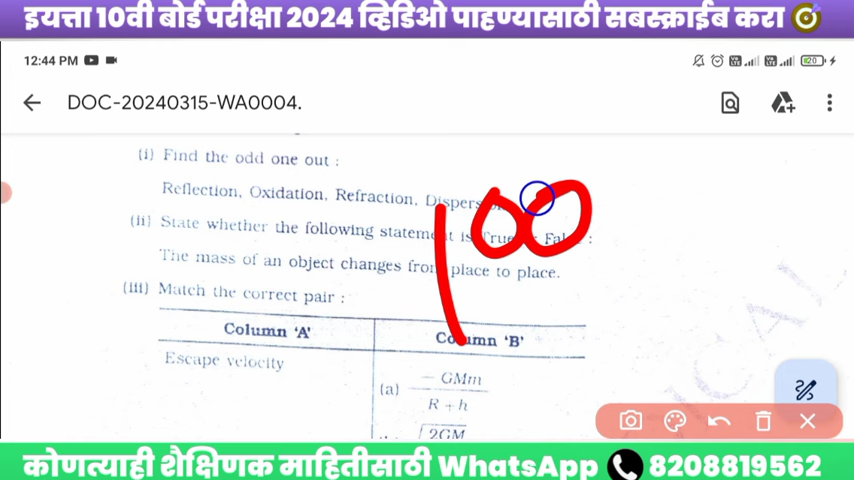 इयत्ता 10वी बोर्ड परीक्षा 2024 व्हिडिओ पाहण्यासाठी सबस्क्राईब करा
12:44 PM
20
DOC-20240315-WA0004.
(i) Find the odd one out :
Reflection, Oxidation, Refraction,
(ii) State whether the following statement is True :
The mass of an object changes from place to place.
(iii) Match the correct pair :
Column 'A' Column 'B'
Escape velocity
(a) − GMm
R + h
2GM
100
कोणत्याही शैक्षणिक माहितीसाठी WhatsApp 8208819562